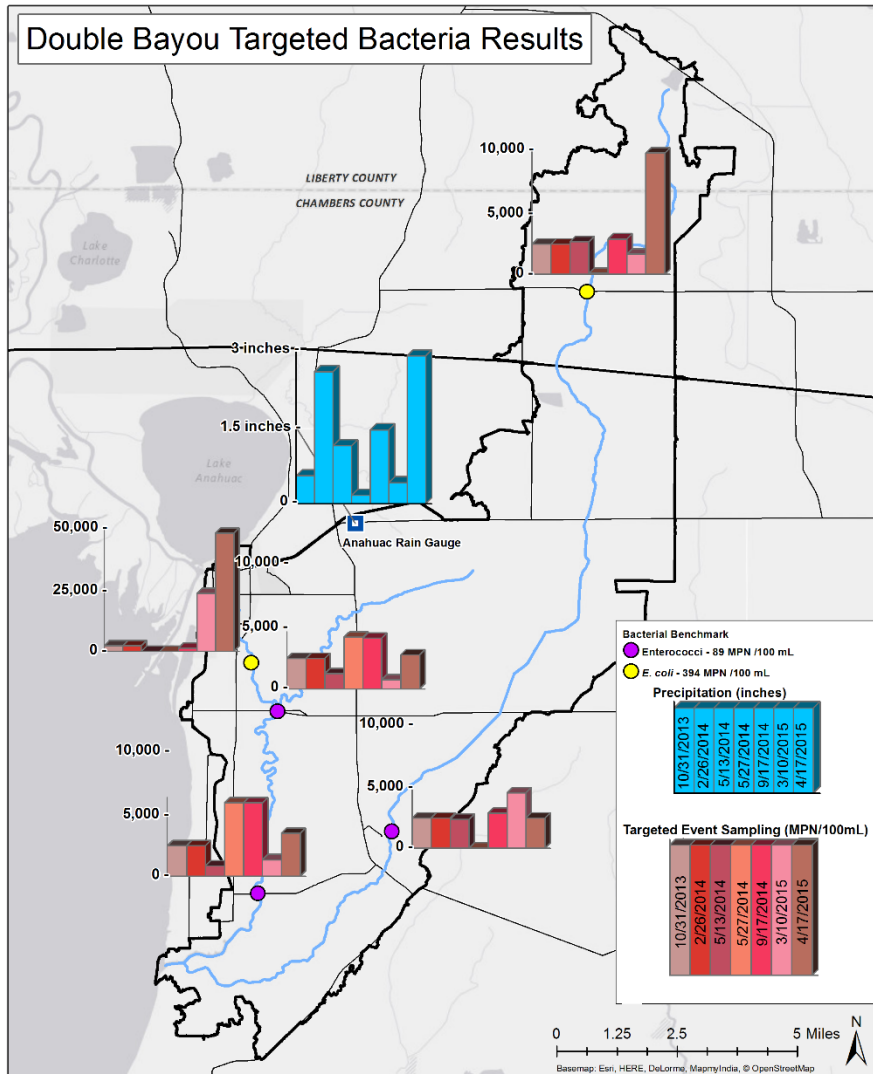 Double Bayou Targeted Bacteria Results
10,000 -
LIBERTY COUNTY
CHAMBERS COUNTY
5,000 -
Lake
Charlotte
0 -
3 inches -
1.5 inches -
Lake
Anahuac
0 -
50,000 -
Anahuac Rain Gauge
10,000 -
25,000 -
5,000 -
0 -
0 -
10,000 -
10,000 -
5,000 -
5,000 -
0 -
0 -
Bacterial Benchmark
Enterococci - 89 MPN /100 mL
E. coli - 394 MPN /100 mL
Precipitation (inches)
10/31/2013
2/26/2014
5/13/2014
5/27/2014
9/17/2014
3/10/2015
4/17/2015
Targeted Event Sampling (MPN/100mL)
10/31/2013
2/26/2014
5/13/2014
5/27/2014
9/17/2014
3/10/2015
4/17/2015
0 1.25 2.5 5 Miles
N
Basemap: Esri, HERE, DeLorme, MapmyIndia, © OpenStreetMap